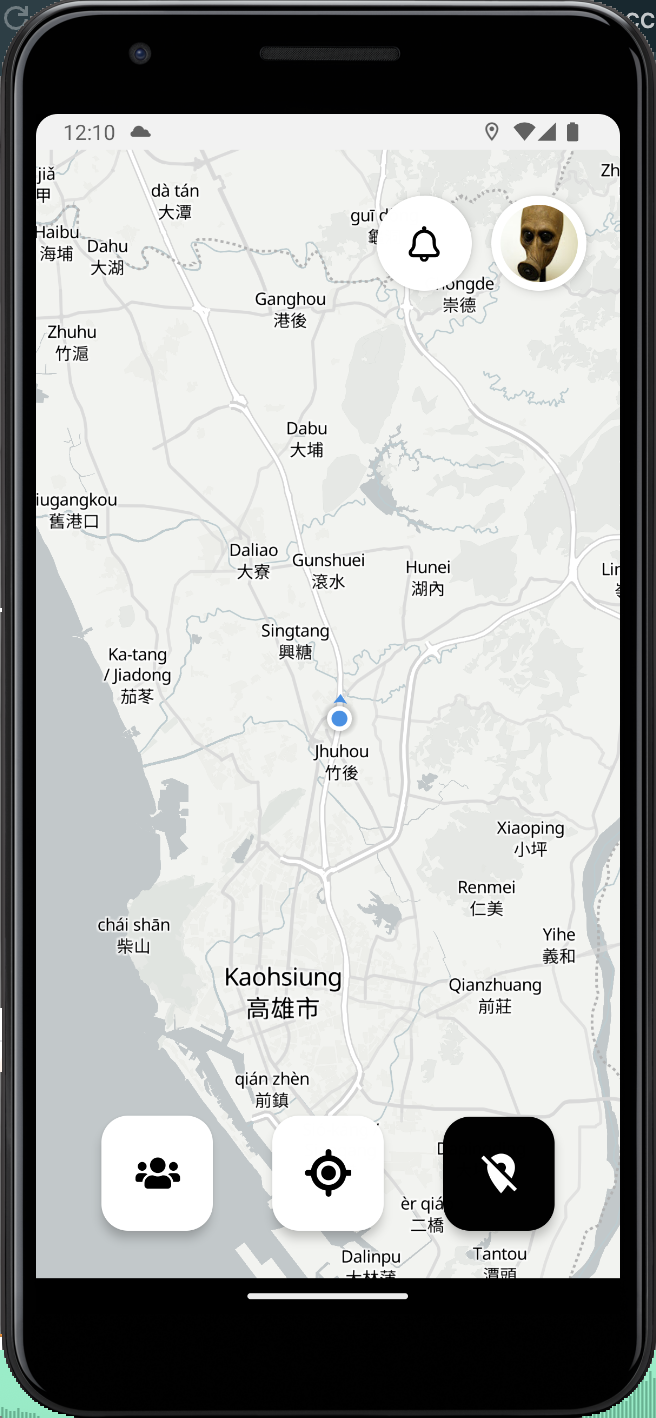 CC
12:10
jiǎ
甲
Zh
dà tán
大潭
guī d
Haibu
海埔
Dahu
大湖
ongde
崇德
Ganghou
港後
Zhuhu
竹滬
Dabu
大埔
iugangkou
舊港口
Daliao
大寮
Gunshuei
滾水
Hunei
湖內
Lin
Singtang
興糖
Ka-tang
/ Jiadong
茄苳
Jhuhou
竹後
Xiaoping
小坪
Renmei
仁美
chái shān
柴山
Yihe
義和
Kaohsiung
高雄市
Qianzhuang
前莊
qián zhèn
前鎮
èr qiá
二橋
Dalinpu
大林蒲
Tantou
潭頭